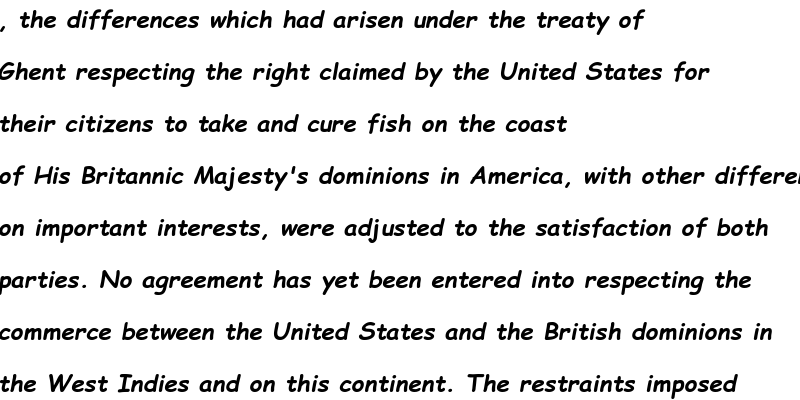 , the differences which had arisen under the treaty of
Ghent respecting the right claimed by the United States for
their citizens to take and cure fish on the coast
of His Britannic Majesty's dominions in America, with other
on important interests, were adjusted to the satisfaction of both
parties. No agreement has yet been entered into respecting the
commerce between the United States and the British dominions in
the West Indies and on this continent. The restraints imposed